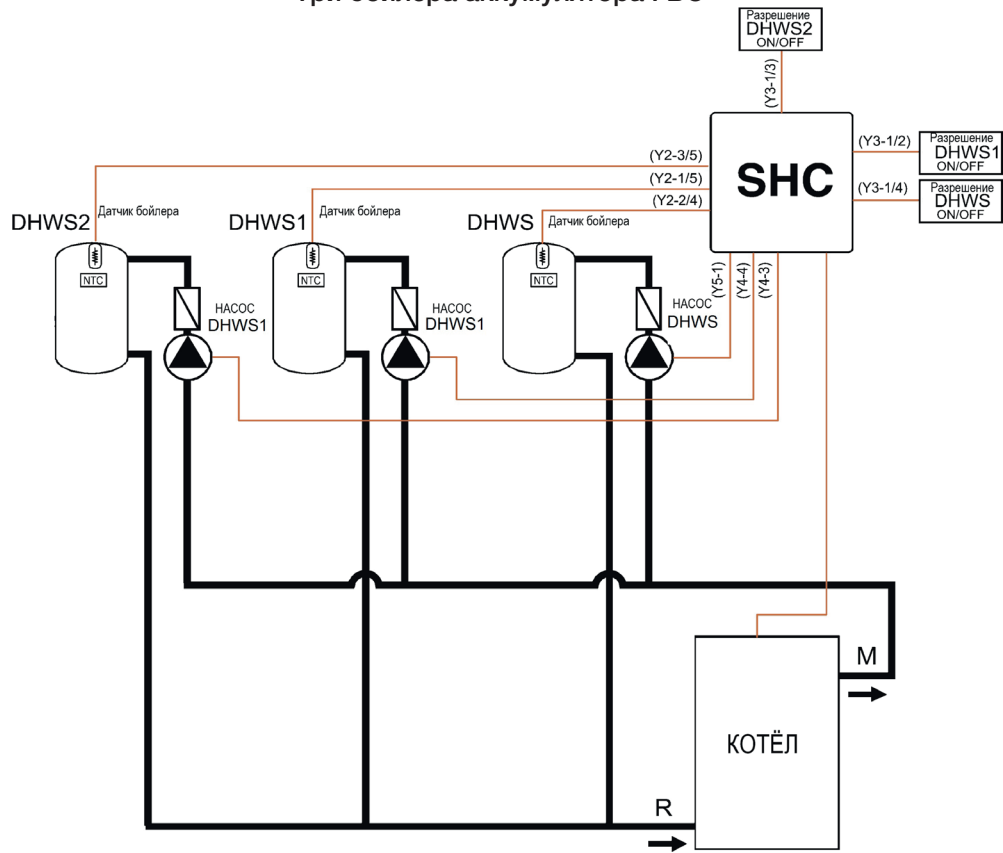 Разрешение
DHWS2
ON/OFF
(Y3-1/3)
(Y2-3/5)
(Y2-1/5)
(Y2-2/4)
SHC
(Y3-1/2)
Разрешение
DHWS1
ON/OFF
(Y3-1/4)
Разрешение
DHWS
ON/OFF
DHWS2
Датчик бойлера
DHWS1
Датчик бойлера
DHWS
Датчик бойлера
NTC
NTC
NTC
(Y5-1)
(Y4-4)
(Y4-3)
НАСОС
DHWS1
НАСОС
DHWS1
НАСОС
DHWS
M
КОТЁЛ
R